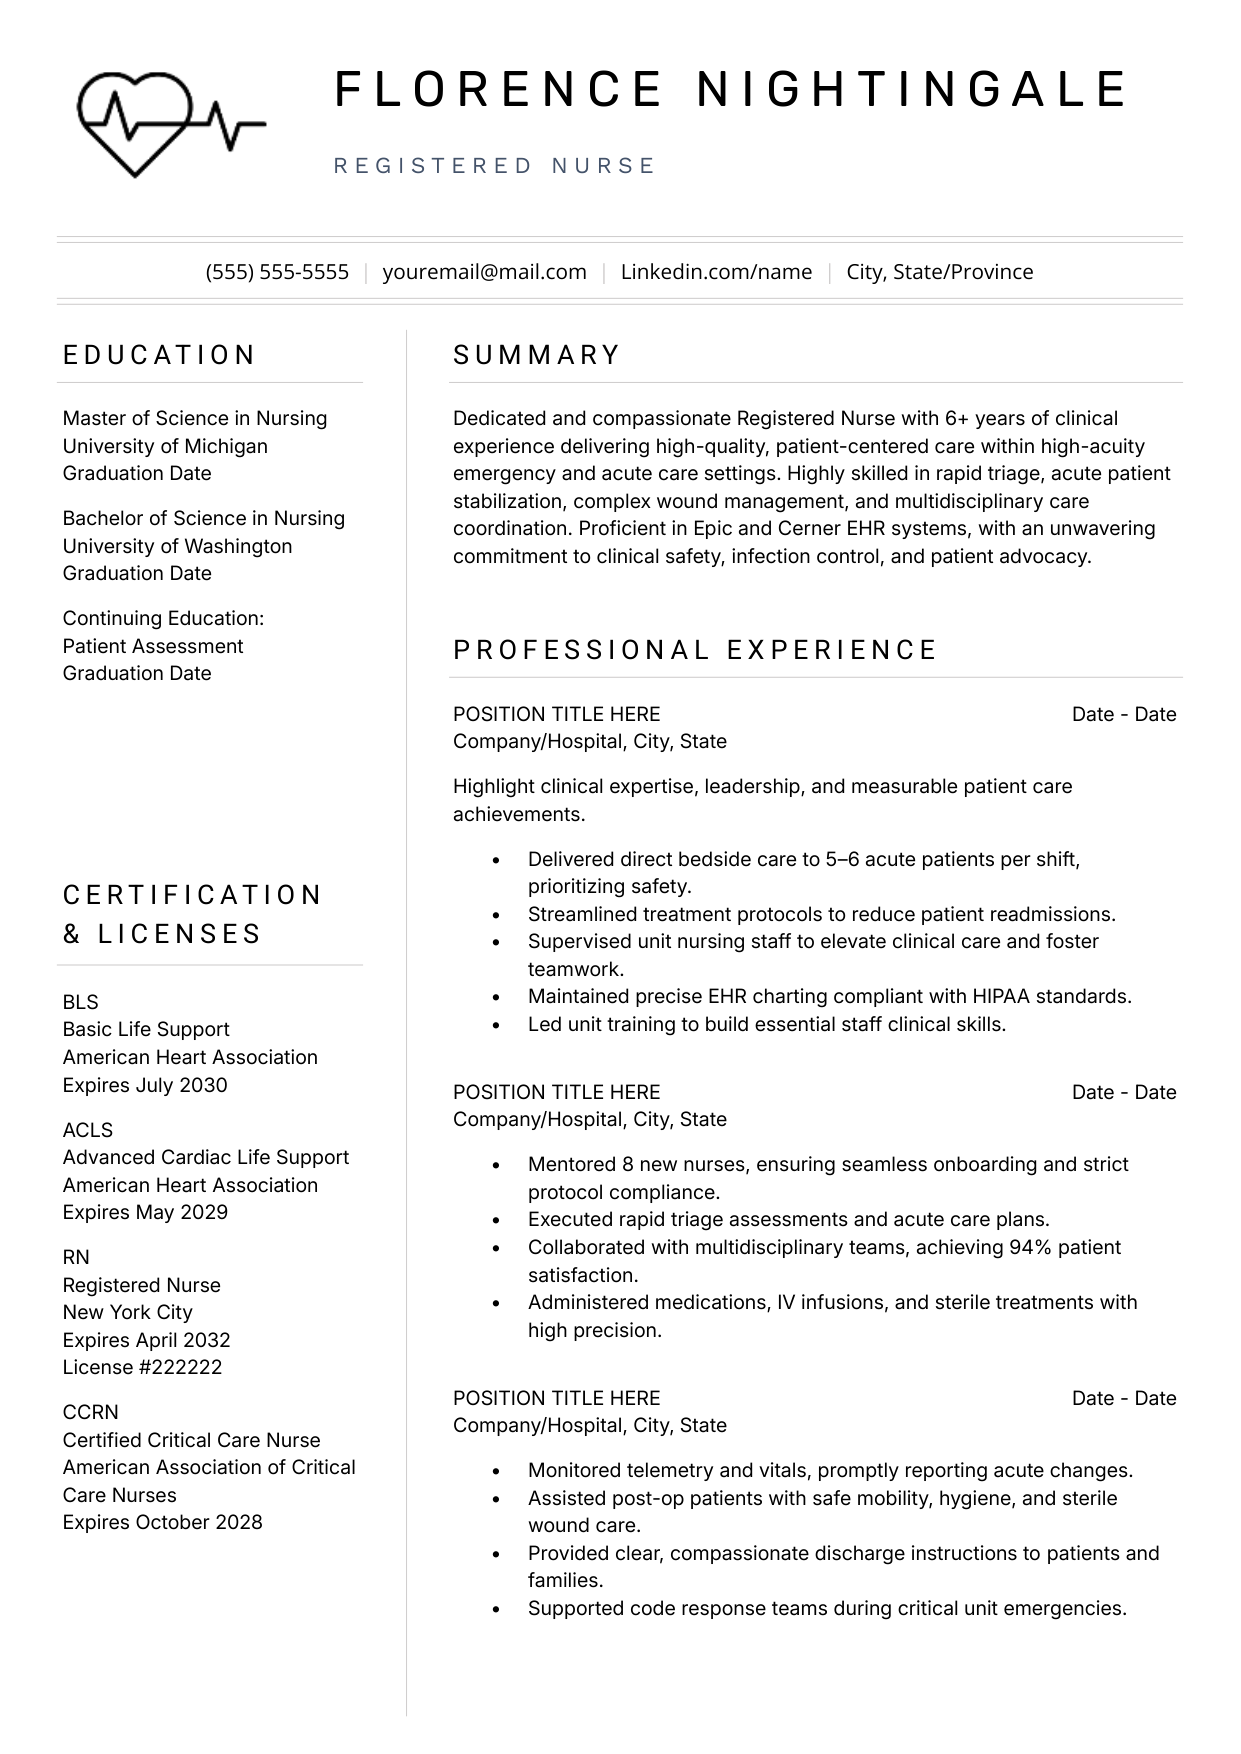 FLORENCE NIGHTINGALE
REGISTERED NURSE
(555) 555-5555 | youremail@mail.com | Linkedin.com/name | City, State/Province
EDUCATION
Master of Science in Nursing
University of Michigan
Graduation Date
Bachelor of Science in Nursing
University of Washington
Graduation Date
Continuing Education:
Patient Assessment
Graduation Date
CERTIFICATION
& LICENSES
BLS
Basic Life Support
American Heart Association
Expires July 2030
ACLS
Advanced Cardiac Life Support
American Heart Association
Expires May 2029
RN
Registered Nurse
New York City
Expires April 2032
License #222222
CCRN
Certified Critical Care Nurse
American Association of Critical
Care Nurses
Expires October 2028
SUMMARY
Dedicated and compassionate Registered Nurse with 6+ years of clinical
experience delivering high-quality, patient-centered care within high-acuity
emergency and acute care settings. Highly skilled in rapid triage, acute patient
stabilization, complex wound management, and multidisciplinary care
coordination. Proficient in Epic and Cerner EHR systems, with an unwavering
commitment to clinical safety, infection control, and patient advocacy.
PROFESSIONAL EXPERIENCE
POSITION TITLE HERE Date - Date
Company/Hospital, City, State
Highlight clinical expertise, leadership, and measurable patient care
achievements.
• Delivered direct bedside care to 5–6 acute patients per shift,
prioritizing safety.
• Streamlined treatment protocols to reduce patient readmissions.
• Supervised unit nursing staff to elevate clinical care and foster
teamwork.
• Maintained precise EHR charting compliant with HIPAA standards.
• Led unit training to build essential staff clinical skills.
POSITION TITLE HERE Date - Date
Company/Hospital, City, State
• Mentored 8 new nurses, ensuring seamless onboarding and strict
protocol compliance.
• Executed rapid triage assessments and acute care plans.
• Collaborated with multidisciplinary teams, achieving 94% patient
satisfaction.
• Administered medications, IV infusions, and sterile treatments with
high precision.
POSITION TITLE HERE Date - Date
Company/Hospital, City, State
• Monitored telemetry and vitals, promptly reporting acute changes.
• Assisted post-op patients with safe mobility, hygiene, and sterile
wound care.
• Provided clear, compassionate discharge instructions to patients and
families.
• Supported code response teams during critical unit emergencies.